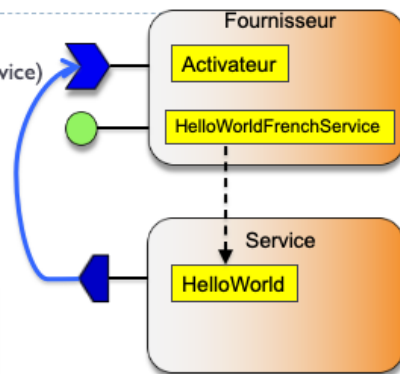 Fournisseur
vice)
Activateur
HelloWorldFrenchService
Service
HelloWorld